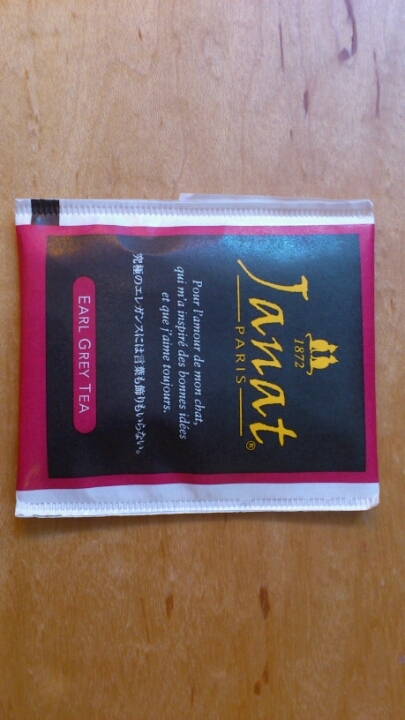 1872
Janat®
PARIS
Pour l'amour de mon chat,
qui m'a inspiré des bonnes idées
et que j'aime toujours.
究極のエレガンスには言葉も飾りもいらない。
EARL GREY TEA